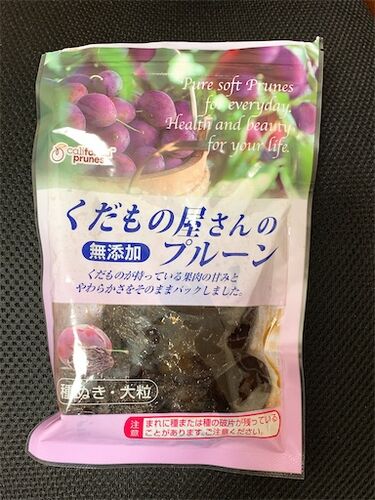 Pure soft Prunes
for everyday.
Health and beauty
for your life.
california
prunes
くだもの屋さんの
無添加 プルーン
くだものが持っている果肉の甘みと
やわらかさをそのままパックしました。
種ぬき・大粒
注意 まれに種または種の破片が残っている
ことがあります。ご注意ください。